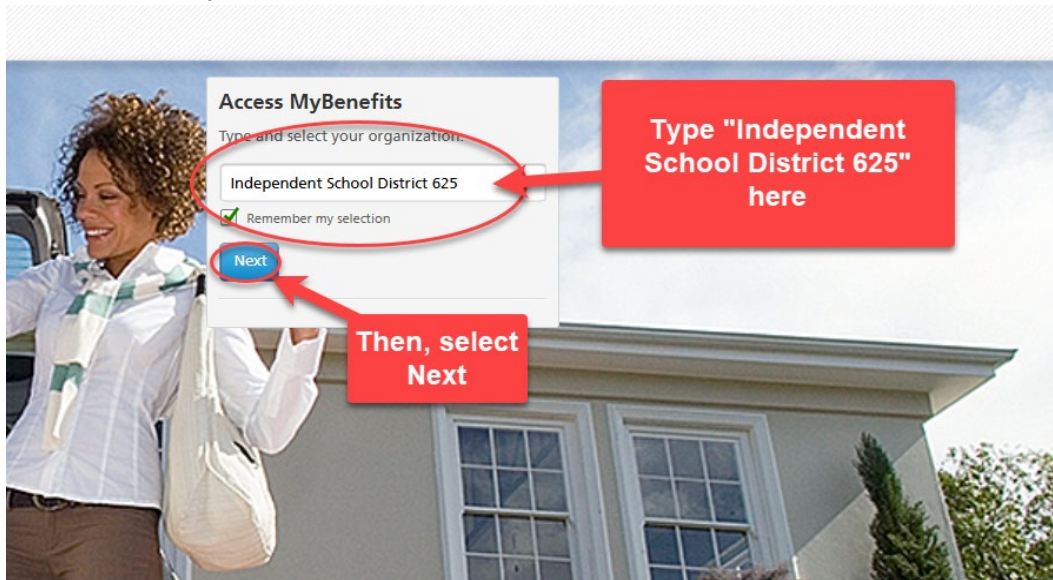 Access MyBenefits
Type and select your organization.
Independent School District 625
Remember my selection
Next
Type "Independent
School District 625"
here
Then, select
Next